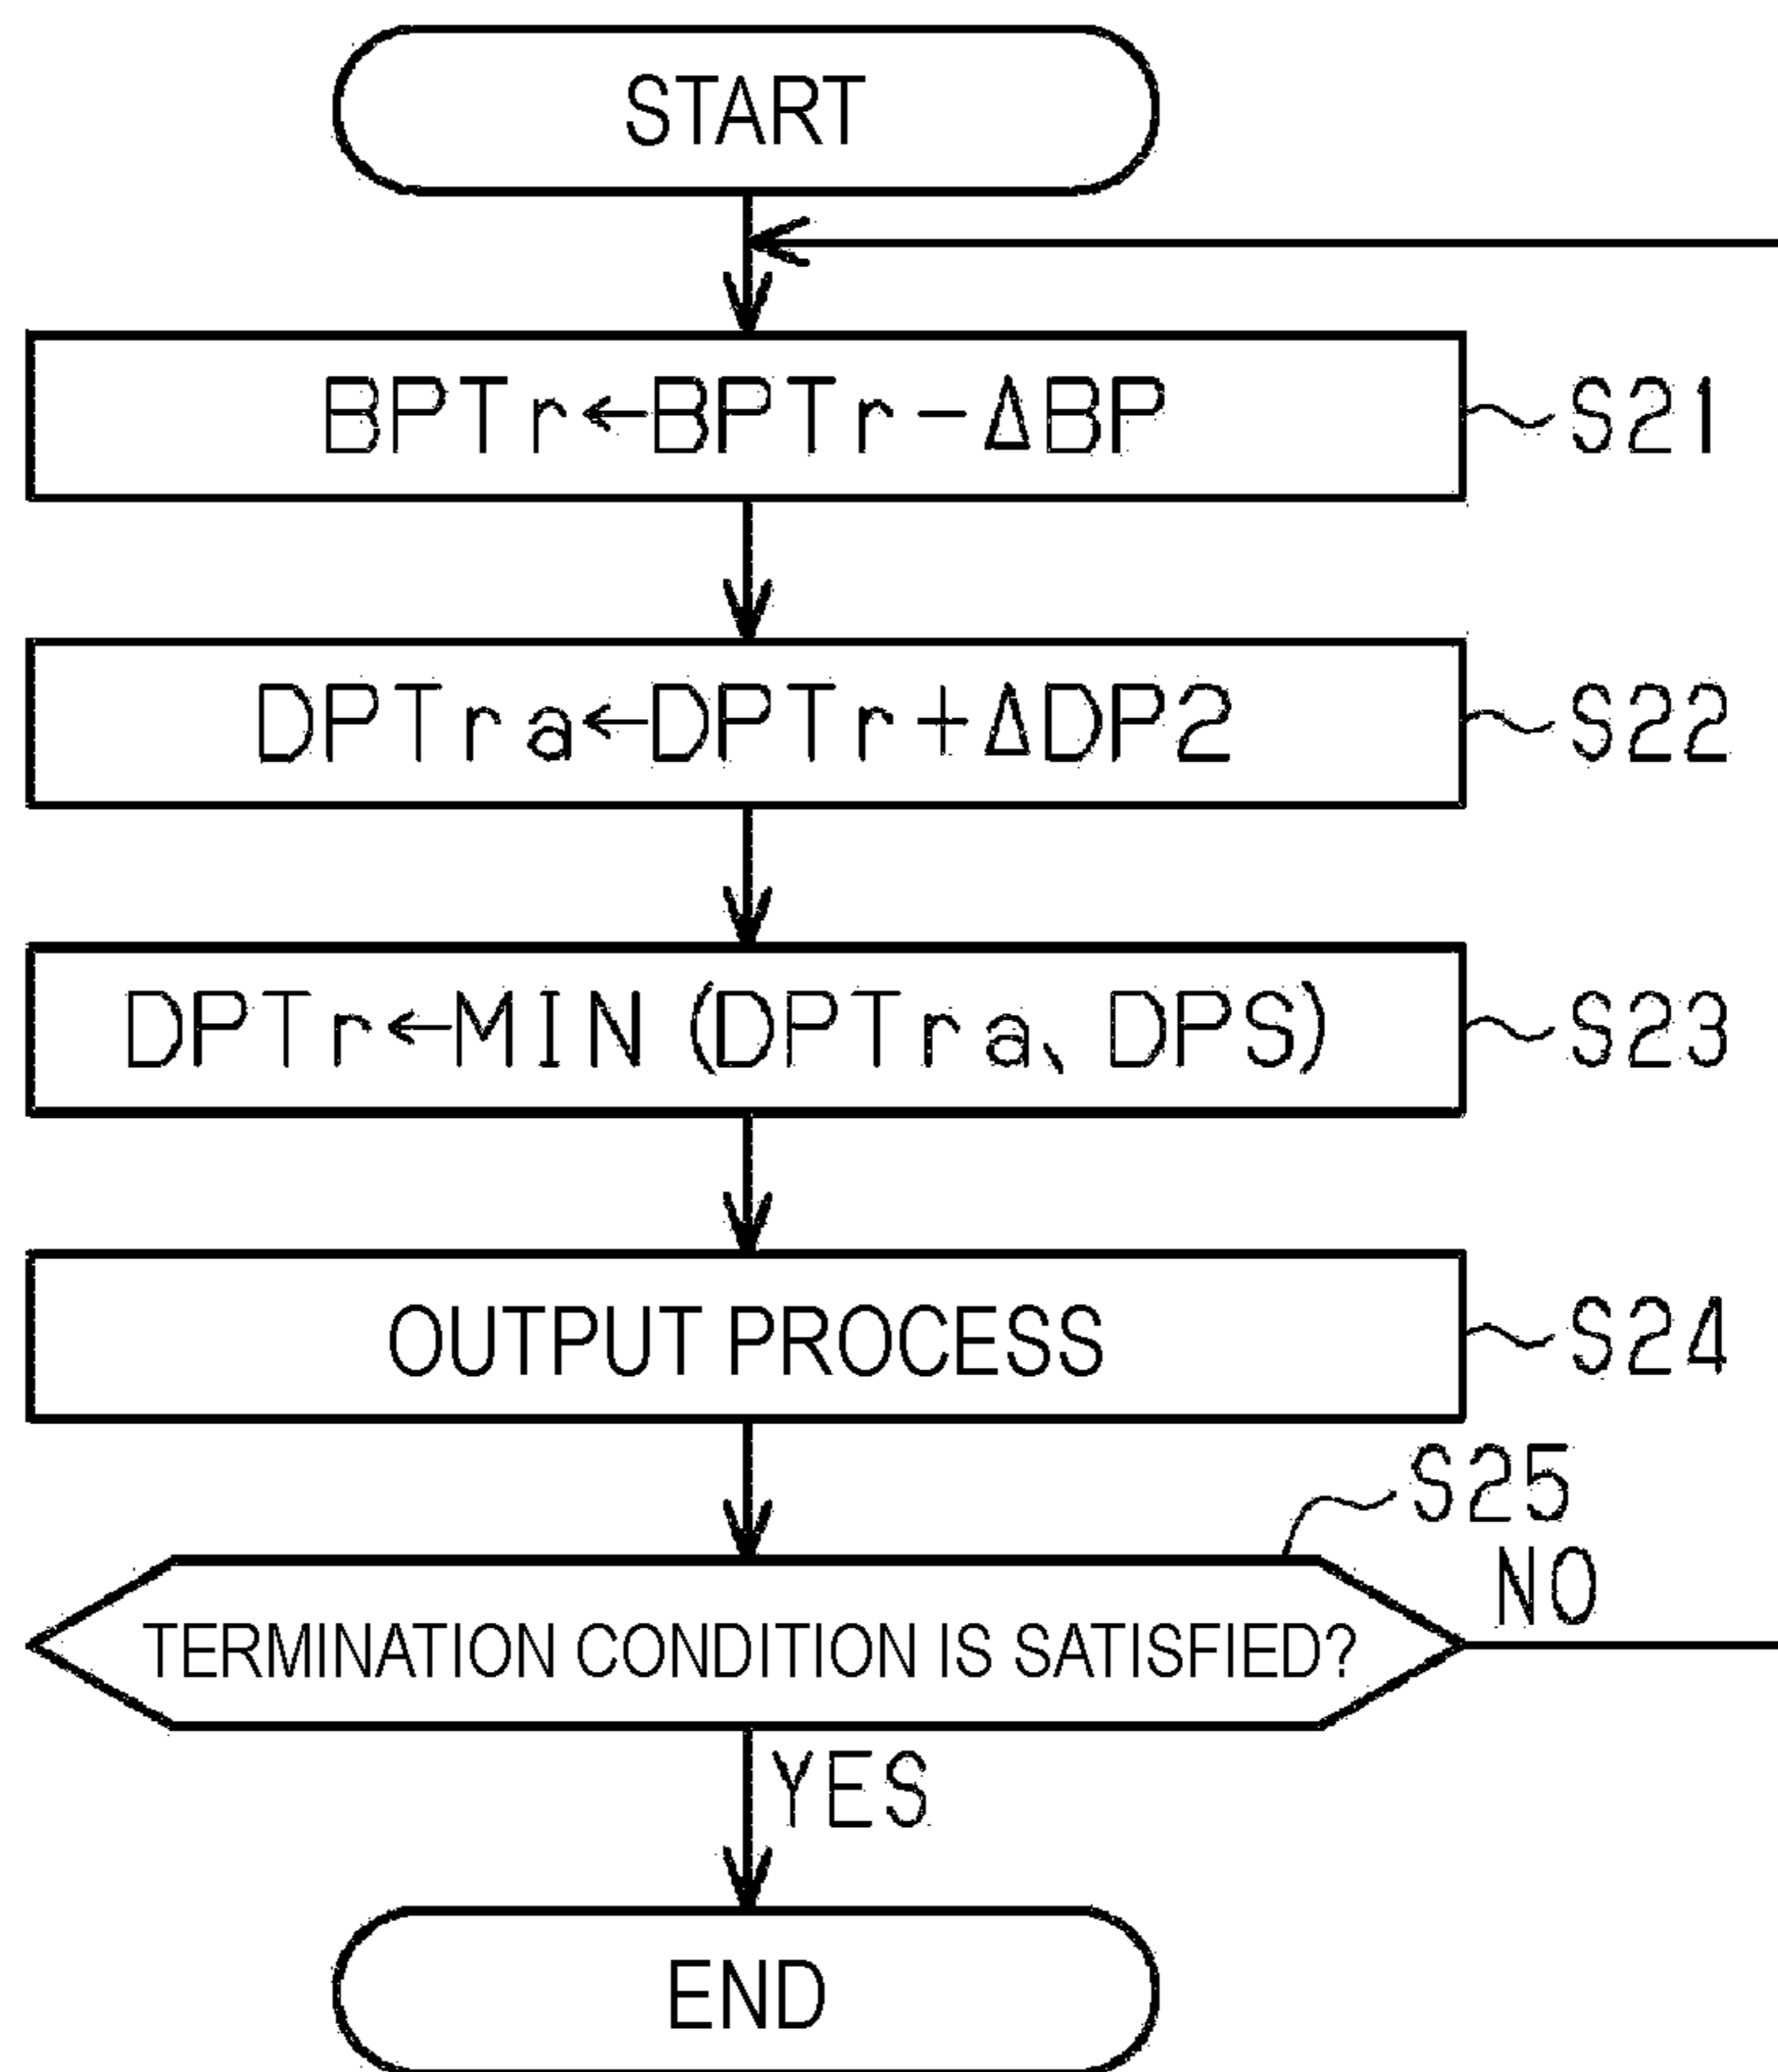 START
BPTr←BPTr−ΔBP
S21
DPTra←DPTr+ΔDP2
S22
DPTr←MIN (DPTra、DPS)
S23
OUTPUT PROCESS
S24
S25
NO
TERMINATION CONDITION IS SATISFIED?
YES
END